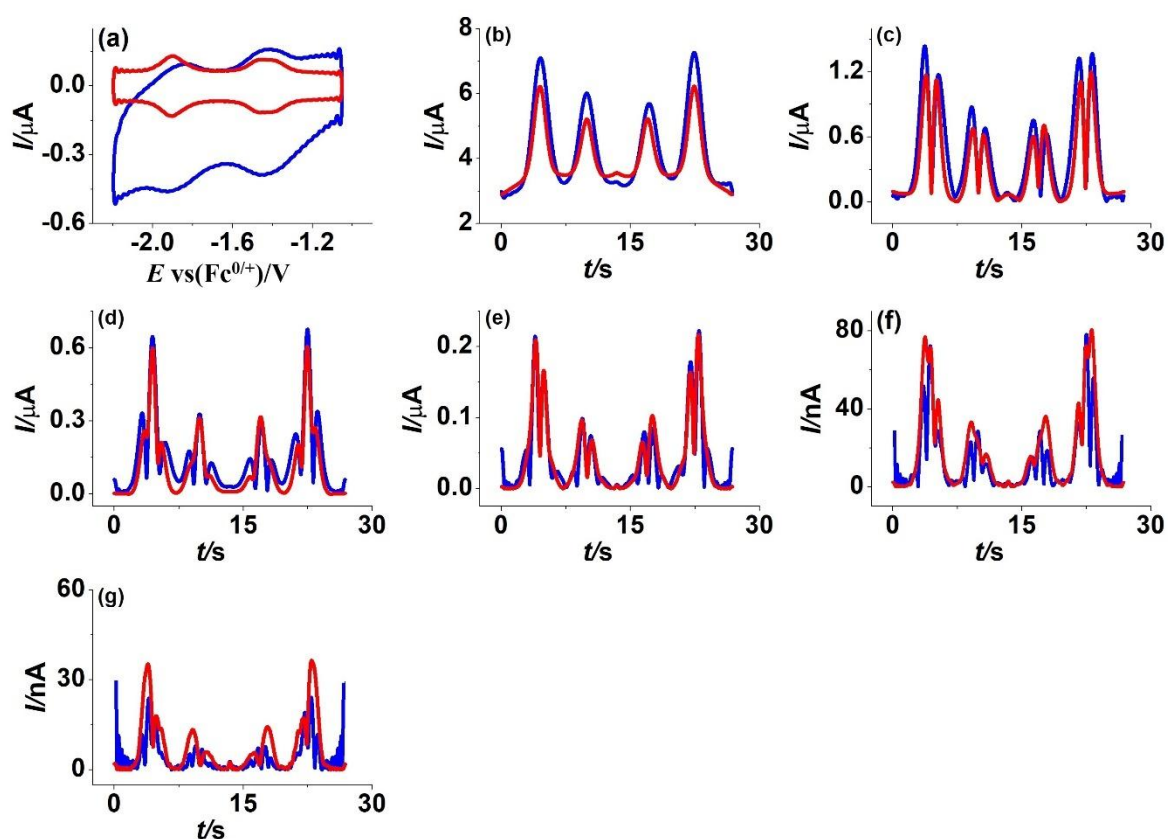 (a)
I/μA
0.0
-0.3
-0.6
-2.0 -1.6 -1.2
E vs(Fc⁰/⁺)/V
(b)
I/μA
8
6
4
2
0 15 30
t/s
(c)
I/μA
1.2
0.6
0.0
0 15 30
t/s
(d)
I/μA
0.6
0.3
0.0
0 15 30
t/s
(e)
I/μA
0.2
0.1
0.0
0 15 30
t/s
(f)
I/nA
80
40
0
0 15 30
t/s
(g)
I/nA
60
30
0
0 15 30
t/s